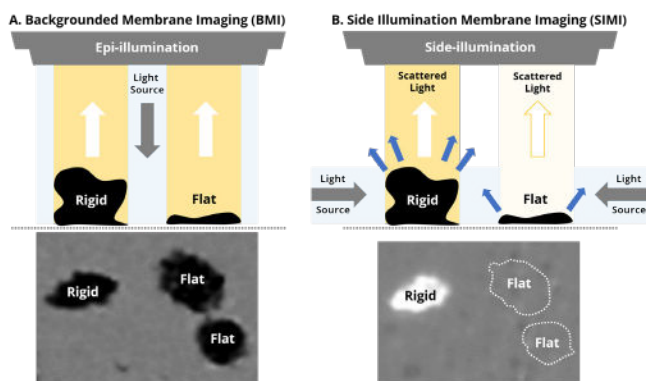 A. Backgrounded Membrane Imaging (BMI)
Epi-illumination
Light
Source
Rigid
Flat
Rigid
Flat
Flat
B. Side Illumination Membrane Imaging (SIMI)
Side-illumination
Scattered
Light
Scattered
Light
Light
Source
Rigid
Flat
Light
Source
Rigid
Flat
Flat